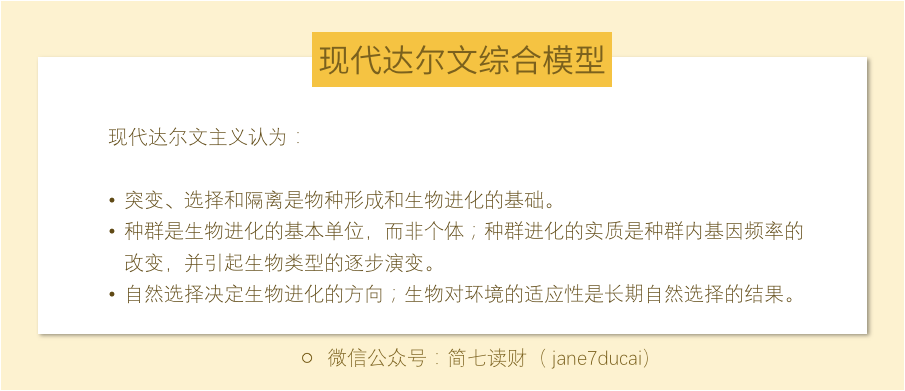 现代达尔文综合模型
现代达尔文主义认为：
• 突变、选择和隔离是物种形成和生物进化的基础。
• 种群是生物进化的基本单位，而非个体；种群进化的实质是种群内基因频率的
改变，并引起生物类型的逐步演变。
• 自然选择决定生物进化的方向；生物对环境的适应性是长期自然选择的结果。
微信公众号：简七读财（jane7ducai）